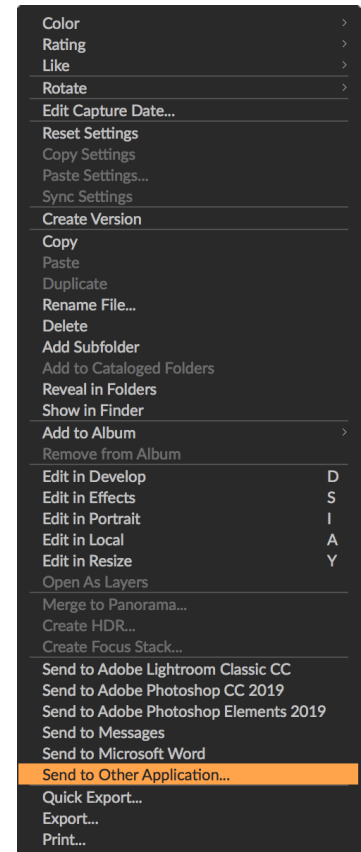 Color >
Rating >
Like >
Rotate >
Edit Capture Date...
Reset Settings
Copy Settings
Paste Settings...
Sync Settings
Create Version
Copy
Paste
Duplicate
Rename File...
Delete
Add Subfolder
Add to Cataloged Folders
Reveal in Folders
Show in Finder
Add to Album >
Remove from Album
Edit in Develop D
Edit in Effects S
Edit in Portrait I
Edit in Local A
Edit in Resize Y
Open As Layers
Merge to Panorama...
Create HDR...
Create Focus Stack...
Send to Adobe Lightroom Classic CC
Send to Adobe Photoshop CC 2019
Send to Adobe Photoshop Elements 2019
Send to Messages
Send to Microsoft Word
Send to Other Application...
Quick Export...
Export...
Print...